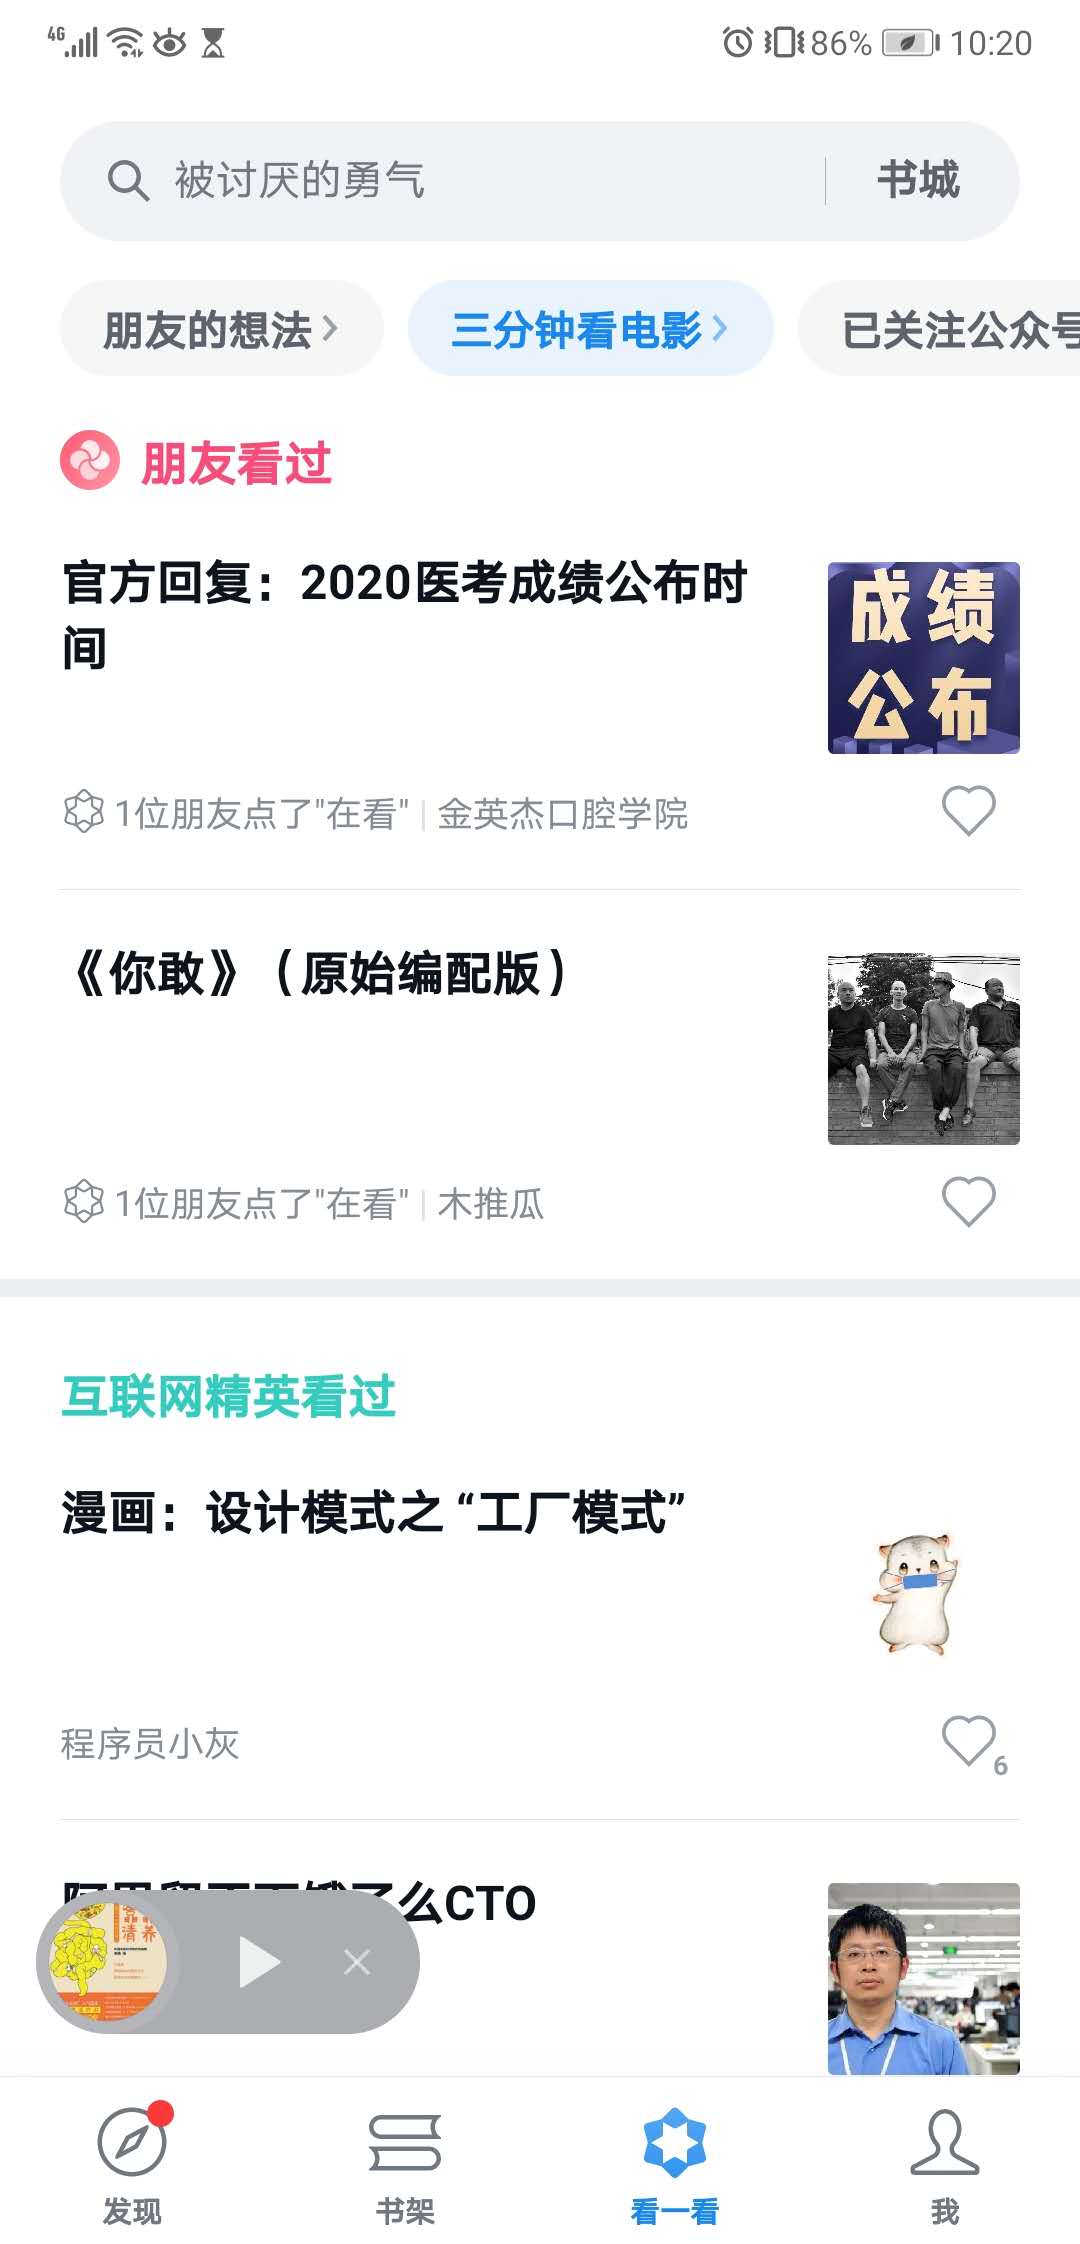 4G
86%
10:20
被讨厌的勇气
书城
朋友的想法
三分钟看电影
已关注公众号
朋友看过
官方回复：2020医考成绩公布时
间
成绩
公布
1位朋友点了"在看" | 金英杰口腔学院
《你敢》（原始编配版）
1位朋友点了"在看" | 木推瓜
互联网精英看过
漫画：设计模式之 “工厂模式”
程序员小灰
6
么CTO
清养
发现
书架
看一看
我